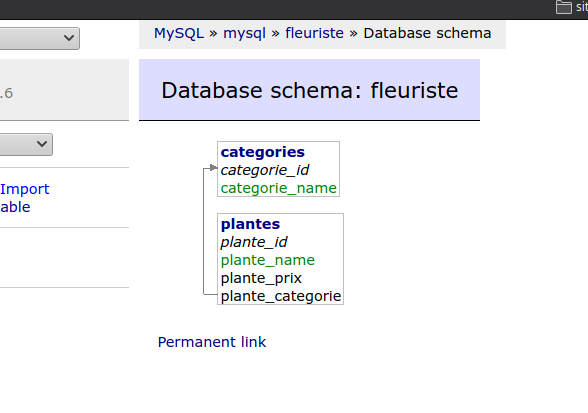 sit
MySQL » mysql » fleuriste » Database schema
.6
Database schema: fleuriste
Import
able
categories
categorie_id
categorie_name
plantes
plante_id
plante_name
plante_prix
plante_categorie
Permanent link